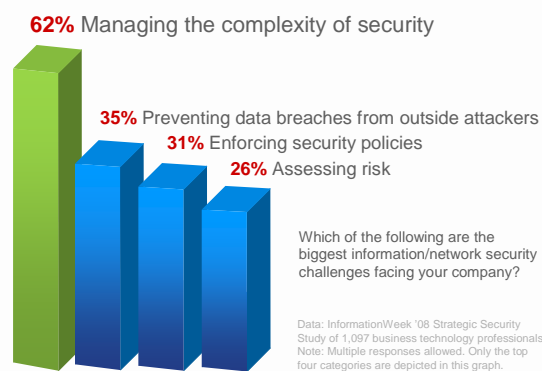 62% Managing the complexity of security
35% Preventing data breaches from outside attackers
31% Enforcing security policies
26% Assessing risk
Which of the following are the
biggest information/network security
challenges facing your company?
Data: InformationWeek '08 Strategic Security
Study of 1,097 business technology professionals
Note: Multiple responses allowed. Only the top
four categories are depicted in this graph.